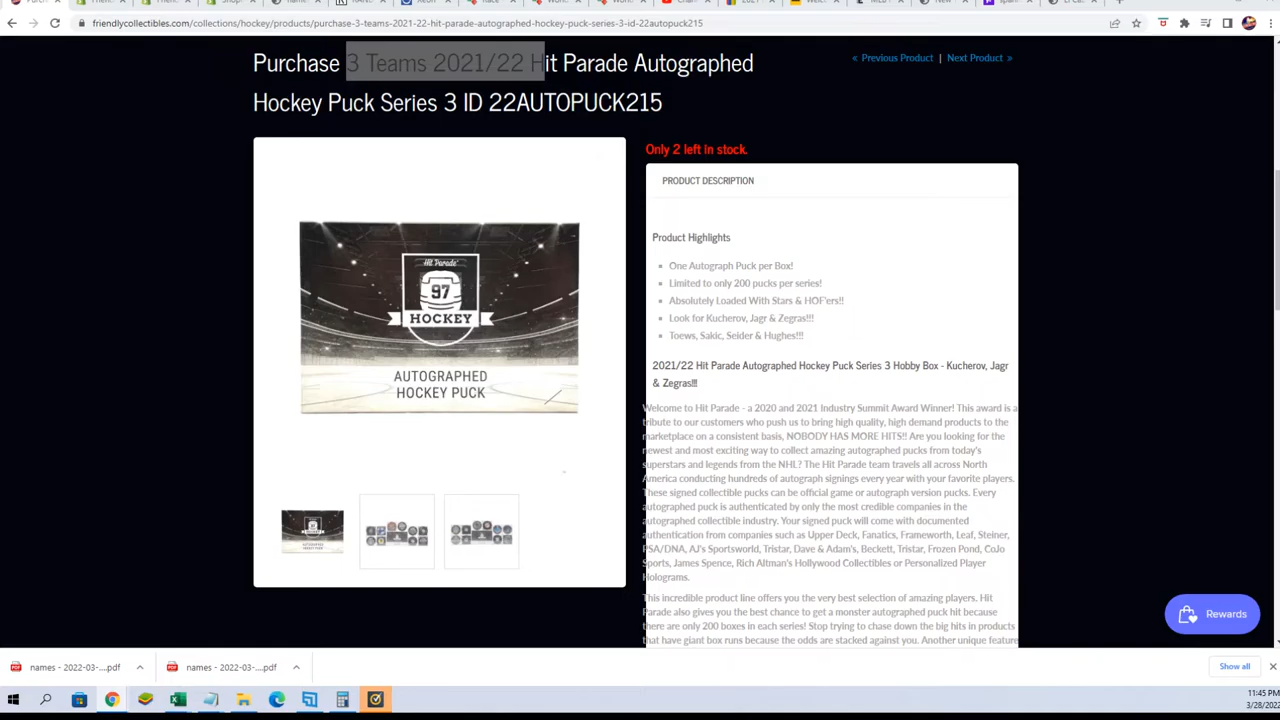 friendlycollectibles.com/collections/hockey/products/purchase-3-teams-2021-22-hit-parade-autographed-hockey-puck-series-3-id-22autopuck215
Purchase 3 Teams 2021/22 Hit Parade Autographed
Hockey Puck Series 3 ID 22AUTOPUCK215
« Previous Product | Next Product »
Only 2 left in stock.
PRODUCT DESCRIPTION
Product Highlights
One Autograph Puck per Box!
Limited to only 200 pucks per series!
Absolutely Loaded With Stars & HOF'ers!!
Look for Kucherov, Jagr & Zegras!!!
Toews, Sakic, Seider & Hughes!!!
2021/22 Hit Parade Autographed Hockey Puck Series 3 Hobby Box - Kucherov, Jagr
& Zegras!!!
Welcome to Hit Parade - a 2020 and 2021 Industry Summit Award Winner! This award is a
tribute to our customers who push us to bring high quality, high demand products to the
marketplace on a consistent basis, NOBODY HAS MORE HITS!! Are you looking for the
newest and most exciting way to collect amazing autographed pucks from today's
superstars and legends from the NHL? The Hit Parade team travels all across North
America conducting hundreds of autograph signings every year with your favorite players.
These signed collectible pucks can be official game or autograph version pucks. Every
autographed puck is authenticated by only the most credible companies in the
autographed collectible industry. Your signed puck will come with documented
authentication from companies such as Upper Deck, Fanatics, Frameworth, Leaf, Steiner,
PSA/DNA, AJ's Sportsworld, Tristar, Dave & Adam's, Beckett, Tristar, Frozen Pond, CoJo
Sports, James Spence, Rich Altman's Hollywood Collectibles or Personalized Player
Holograms.
This incredible product line offers you the very best selection of amazing players. Hit
Parade also gives you the best chance to get a monster autographed puck hit because
there are only 200 boxes in each series! Stop trying to chase down the big hits in products
that have giant box runs because the odds are stacked against you. Another unique feature
Hit Parade
97
HOCKEY
AUTOGRAPHED
HOCKEY PUCK
Rewards
names - 2022-03-....pdf
names - 2022-03-....pdf
Show all
11:45 PM
3/28/2022